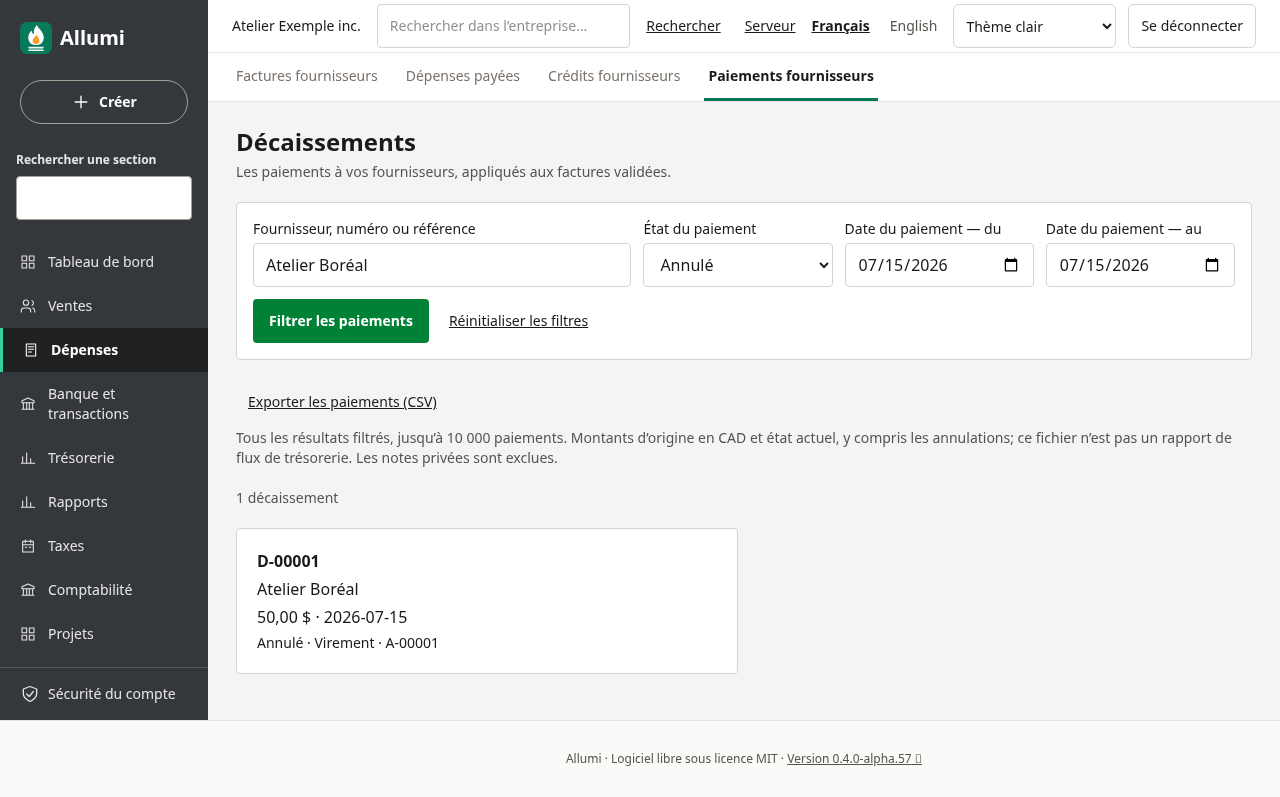 Allumi
Créer
Rechercher une section
Tableau de bord
Ventes
Dépenses
Banque et
transactions
Trésorerie
Rapports
Taxes
Comptabilité
Projets
Sécurité du compte
Atelier Exemple inc.
Rechercher dans l’entreprise…
Rechercher
Serveur
Français
English
Thème clair
Se déconnecter
Factures fournisseurs
Dépenses payées
Crédits fournisseurs
Paiements fournisseurs
Décaissements
Les paiements à vos fournisseurs, appliqués aux factures validées.
Fournisseur, numéro ou référence
Atelier Boréal
État du paiement
Annulé
Date du paiement — du
07/15/2026
Date du paiement — au
07/15/2026
Filtrer les paiements
Réinitialiser les filtres
Exporter les paiements (CSV)
Tous les résultats filtrés, jusqu’à 10 000 paiements. Montants d’origine en CAD et état actuel, y compris les annulations; ce fichier n’est pas un rapport de
flux de trésorerie. Les notes privées sont exclues.
1 décaissement
D-00001
Atelier Boréal
50,00 $ · 2026-07-15
Annulé · Virement · A-00001
Allumi · Logiciel libre sous licence MIT · Version 0.4.0-alpha.57